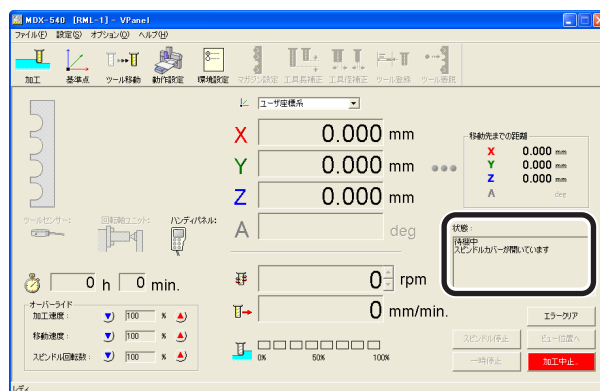 MDX-540 [RML-1] - VPanel
ファイル(F) 設定(S) オプション(O) ヘルプ(H)
加工 基準点 ツール移動 動作設定 環境設定 マガジン設定 工具長補正 工具径補正 ツール登録 ツール着脱
ユーザ座標系
X 0.000 mm
Y 0.000 mm
Z 0.000 mm
A deg
移動先までの距離
X 0.000 mm
Y 0.000 mm
Z 0.000 mm
A deg
ツールセンサー: 回転軸ユニット: ハンディパネル:
状態:
待機中
スピンドルカバーが開いています
0 h 0 min.
0 rpm
0 mm/min.
オーバーライド
加工速度: 100 %
移動速度: 100 %
スピンドル回転数: 100 %
0% 50% 100%
エラークリア
スピンドル停止 ビュー位置へ
一時停止 加工中止.
レディ